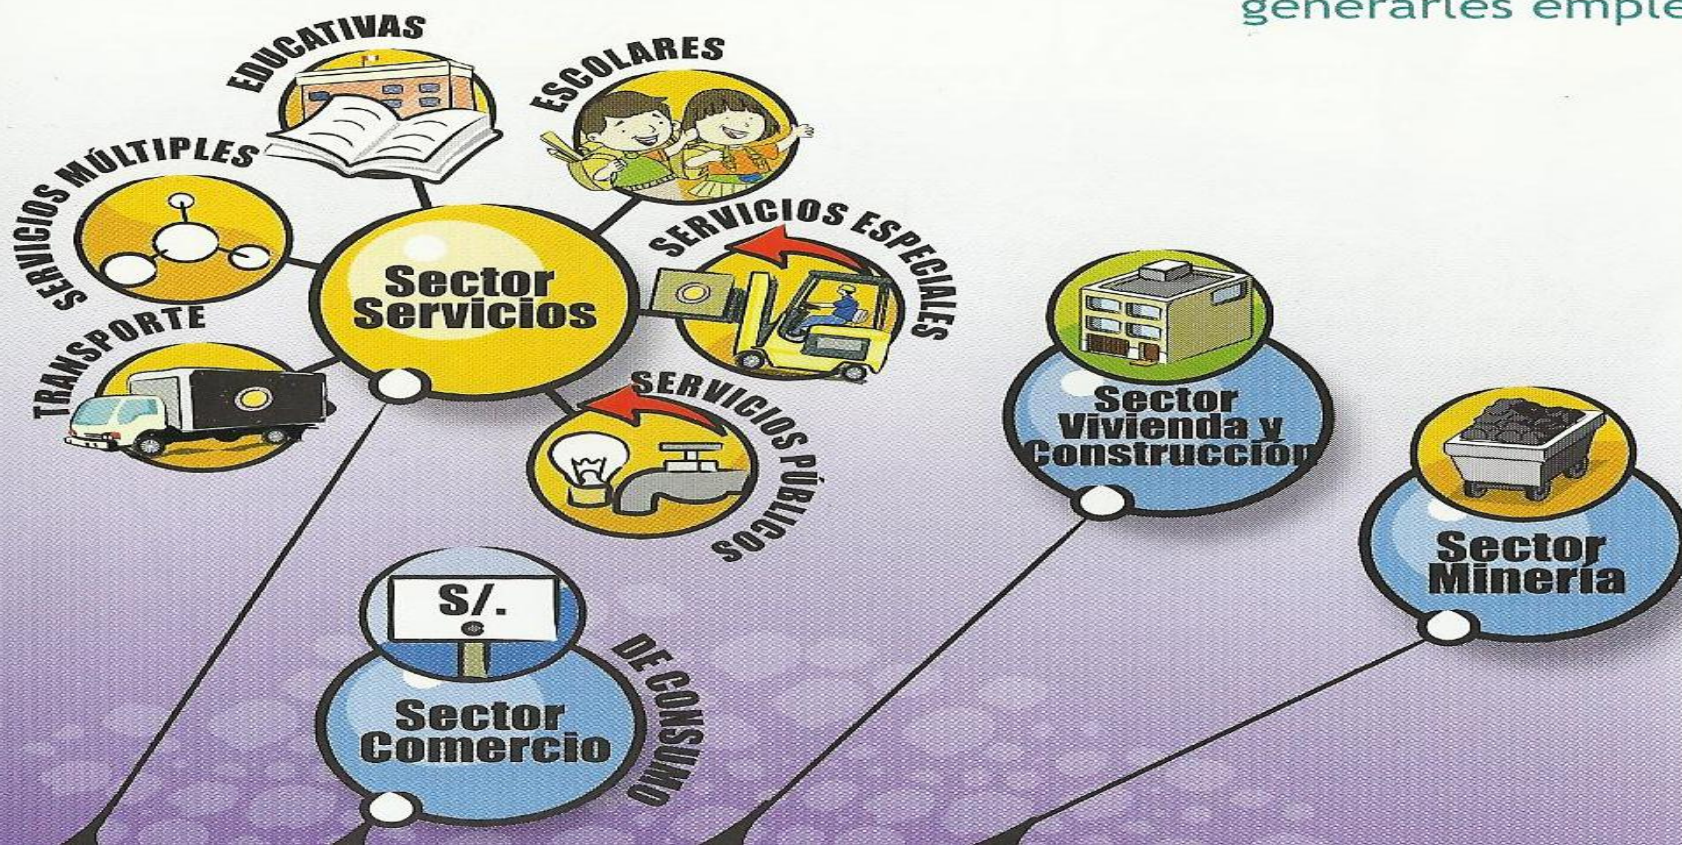 generarles emple
EDUCATIVAS
ESCOLARES
SERVICIOS MÚLTIPLES
SERVICIOS ESPECIALES
Sector
Servicios
TRANSPORTE
SERVICIOS PÚBLICOS
Sector
Vivienda y
Construcción
Sector
Minería
S/.
Sector
Comercio
DE CONSUMO